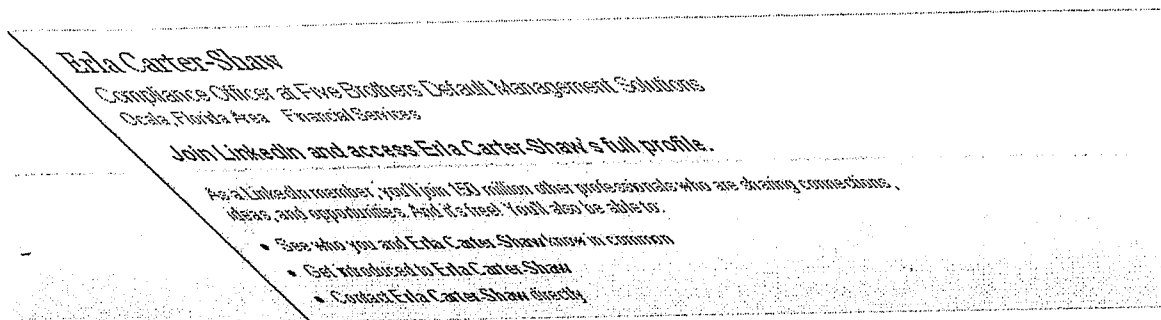 Erla Carter-Shaw
Compliance Officer at Five Brothers Default Management Solutions
Ocala, Florida Area Financial Services
Join LinkedIn and access Erla Carter-Shaw's full profile.
As a LinkedIn member, you'll join 150 million other professionals who are sharing connections,
ideas, and opportunities. And it's free! You'll also be able to:
• See who you and Erla Carter-Shaw know in common
• Get introduced to Erla Carter-Shaw
• Contact Erla Carter-Shaw directly